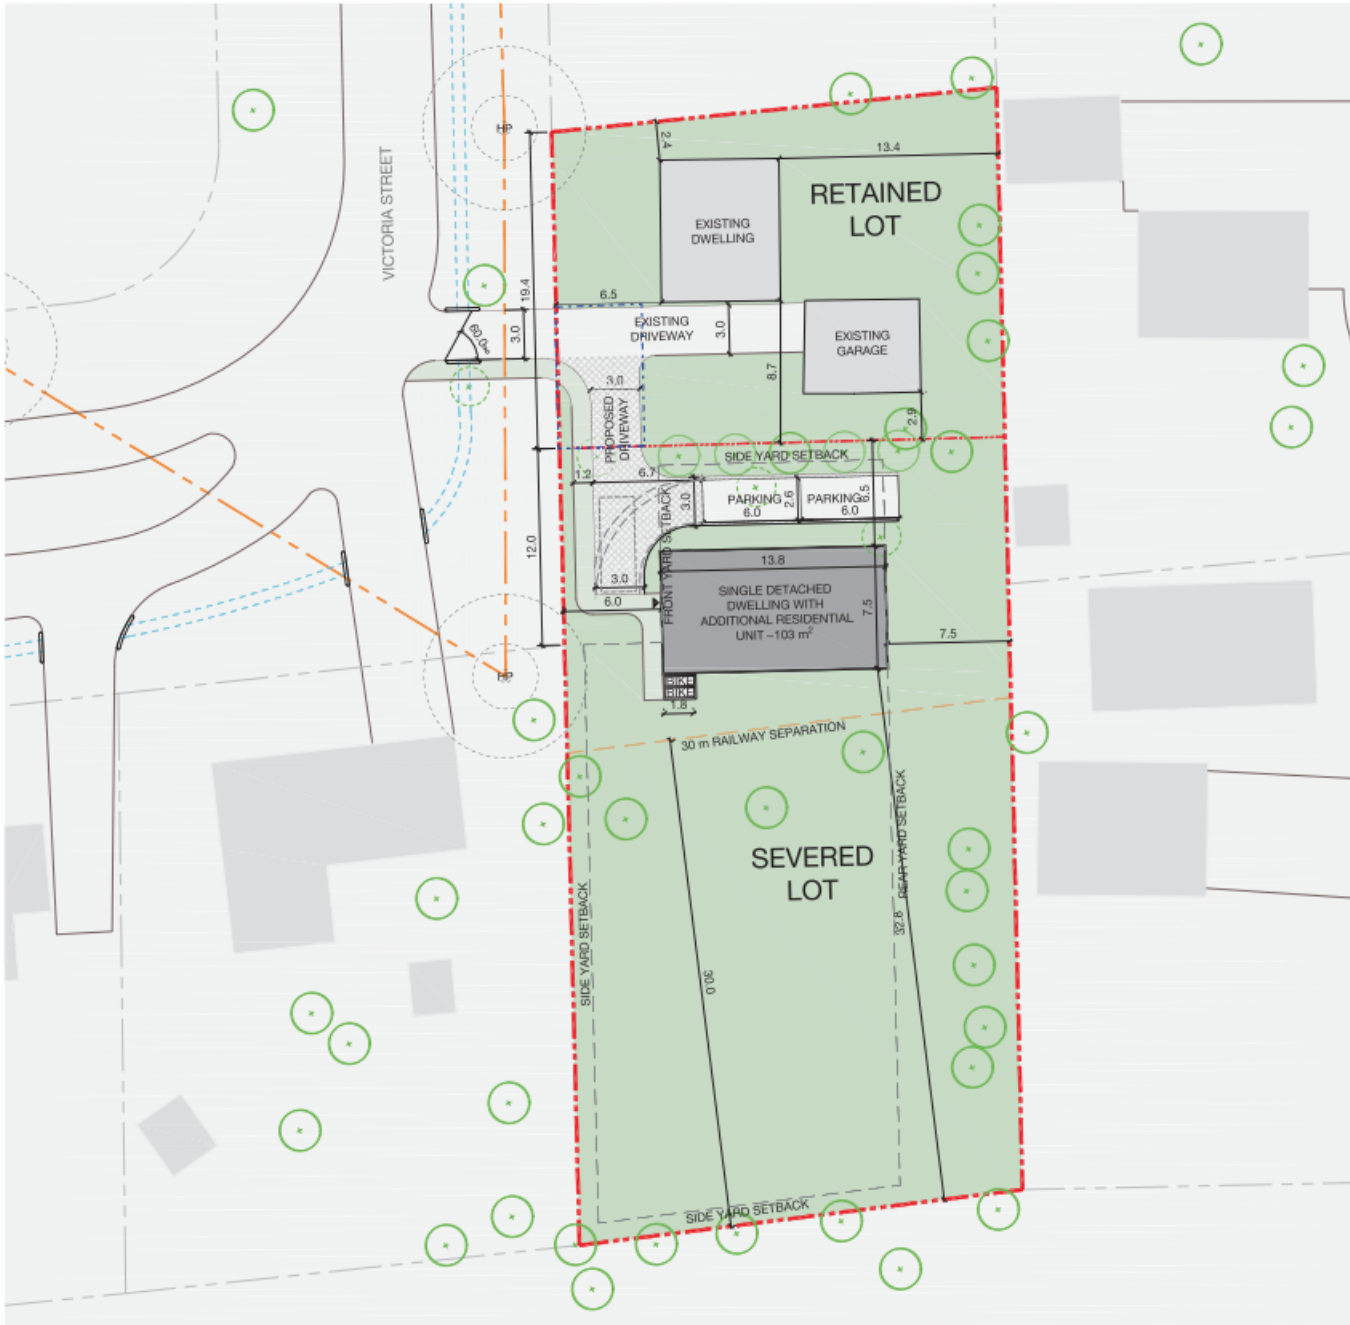 HP
VICTORIA STREET
2.4
13.4
RETAINED
LOT
EXISTING
DWELLING
19.4
6.5
3.0
60.0
EXISTING
DRIVEWAY
3.0
EXISTING
GARAGE
8.7
3.0
PROPOSED
DRIVEWAY
2.9
SIDE YARD SETBACK
6.7
3.0
PARKING
6.0
2.6
PARKING
6.0
6.5
FRONT YARD SETBACK
12.0
13.8
3.0
6.0
SINGLE DETACHED
DWELLING WITH
ADDITIONAL RESIDENTIAL
UNIT ~103 m²
7.5
7.5
HP
BIKE
BIKE
1.8
30 m RAILWAY SEPARATION
SEVERED
LOT
REAR YARD SETBACK
32.8
SIDE YARD SETBACK
30.0
SIDE YARD SETBACK